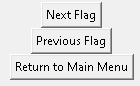 Next Flag
Previous Flag
Return to Main Menu